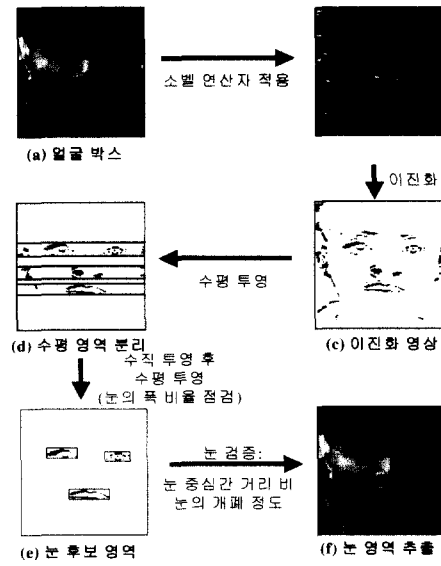 소벨 연산자 적용
(a) 얼굴 박스
이진화
수평 투영
(d) 수평 영역 분리
(c) 이진화 영상
수직 투영 후
수평 투영
(눈의 폭 비율 점검)
눈 검증:
눈 중심간 거리 비
눈의 개폐 정도
(e) 눈 후보 영역
(f) 눈 영역 추출